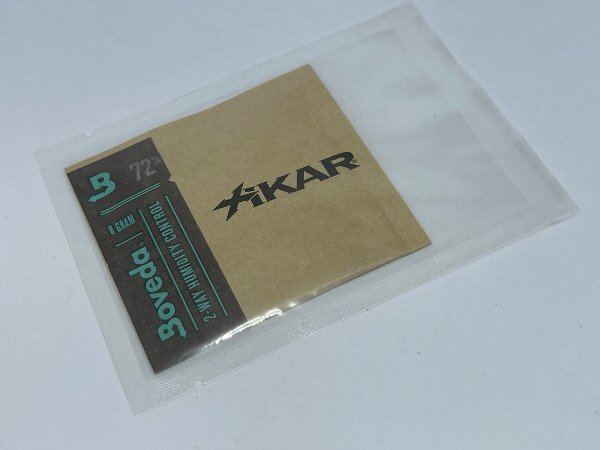 B
72%
Boveda®
8 GRAM
2-WAY HUMIDITY CONTROL
XIKAR